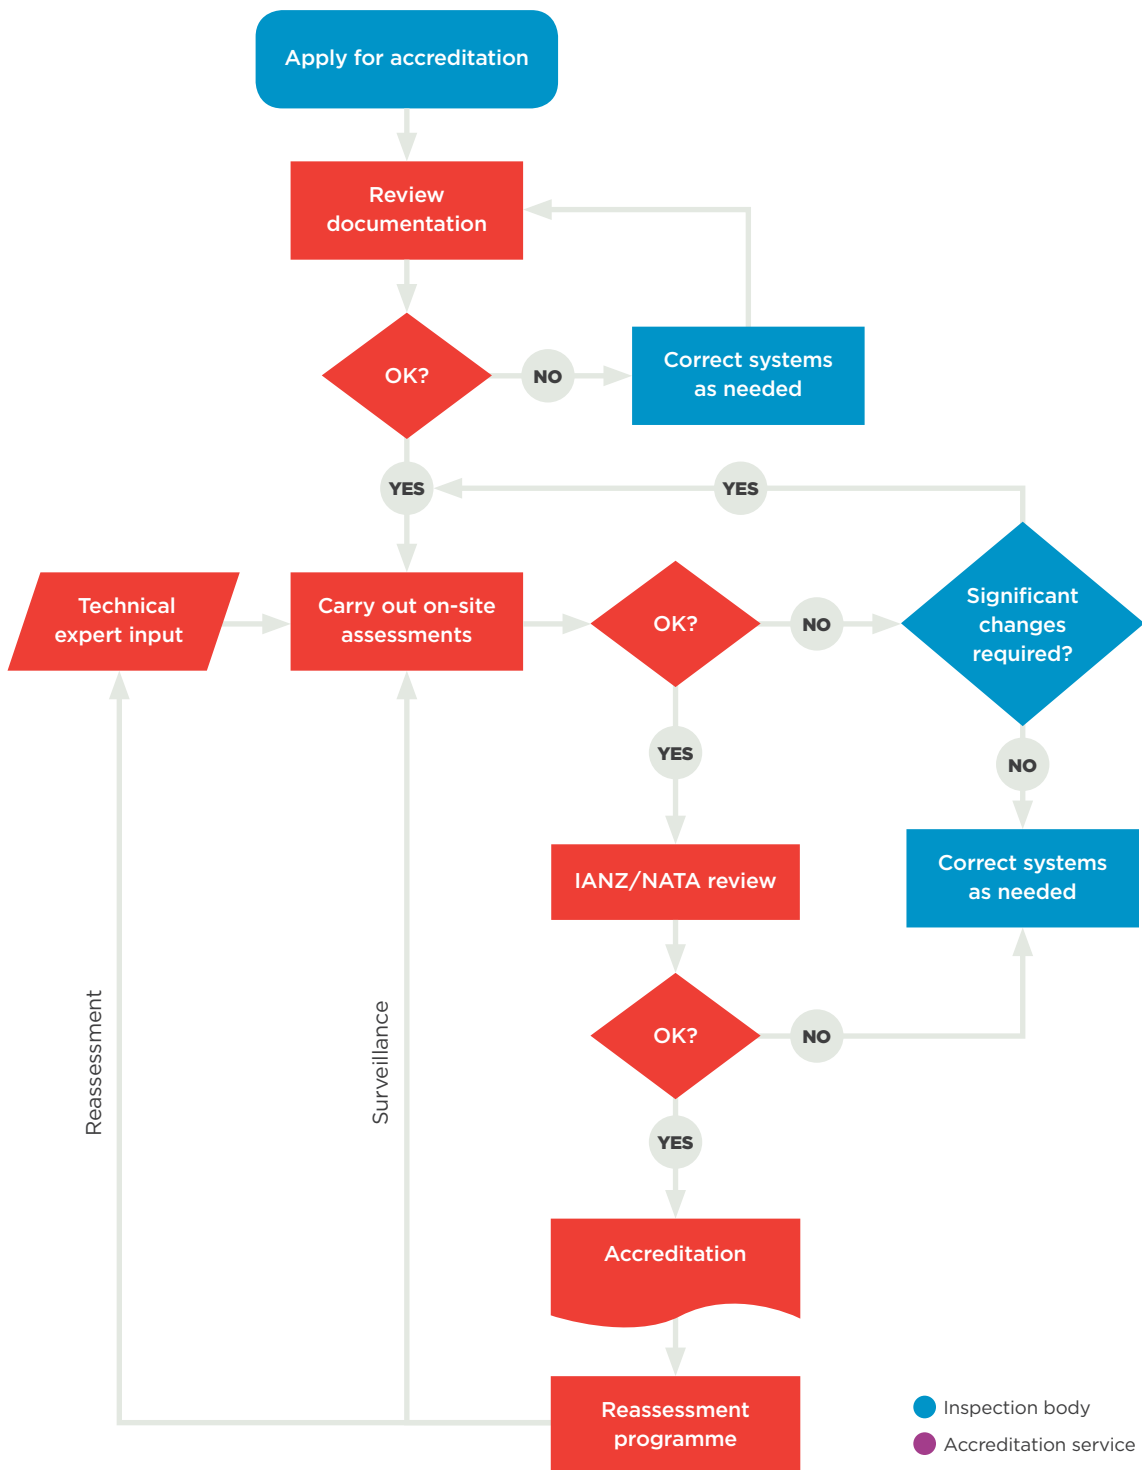 Apply for accreditation
Review
documentation
OK?
NO
Correct systems
as needed
YES
YES
Technical
expert input
Carry out on-site
assessments
OK?
NO
Significant
changes
required?
YES
NO
IANZ/NATA review
Correct systems
as needed
Reassessment
Surveillance
OK?
NO
YES
Accreditation
Reassessment
programme
Inspection body
Accreditation service